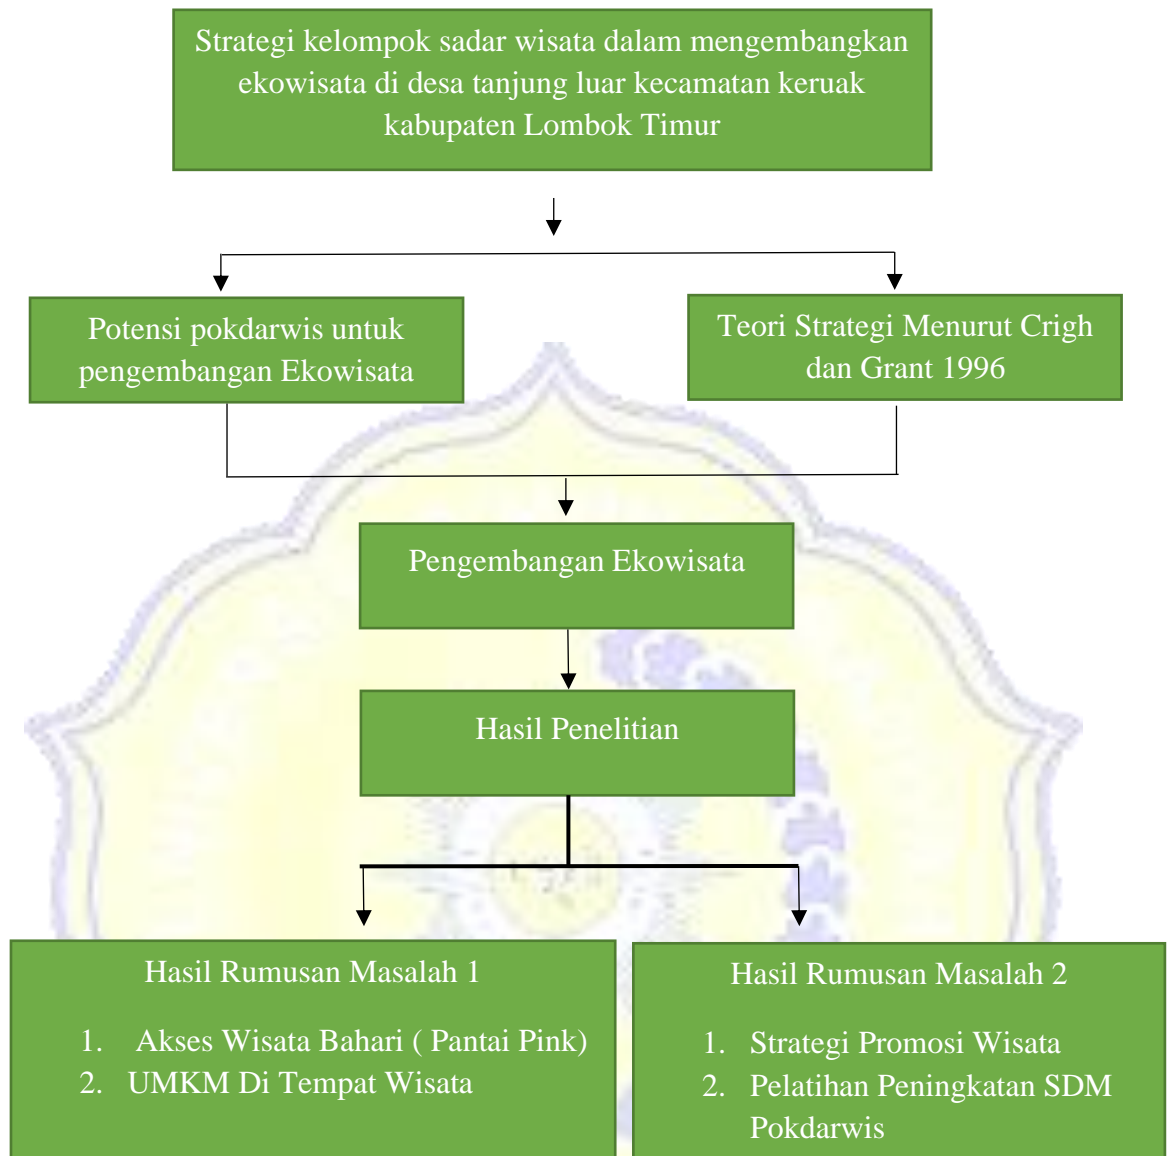 Strategi kelompok sadar wisata dalam mengembangkan
ekowisata di desa tanjung luar kecamatan keruak
kabupaten Lombok Timur
Potensi pokdarwis untuk
pengembangan Ekowisata
Teori Strategi Menurut Crigh
dan Grant 1996
Pengembangan Ekowisata
Hasil Penelitian
Hasil Rumusan Masalah 1
1. Akses Wisata Bahari ( Pantai Pink)
2. UMKM Di Tempat Wisata
Hasil Rumusan Masalah 2
1. Strategi Promosi Wisata
2. Pelatihan Peningkatan SDM
Pokdarwis